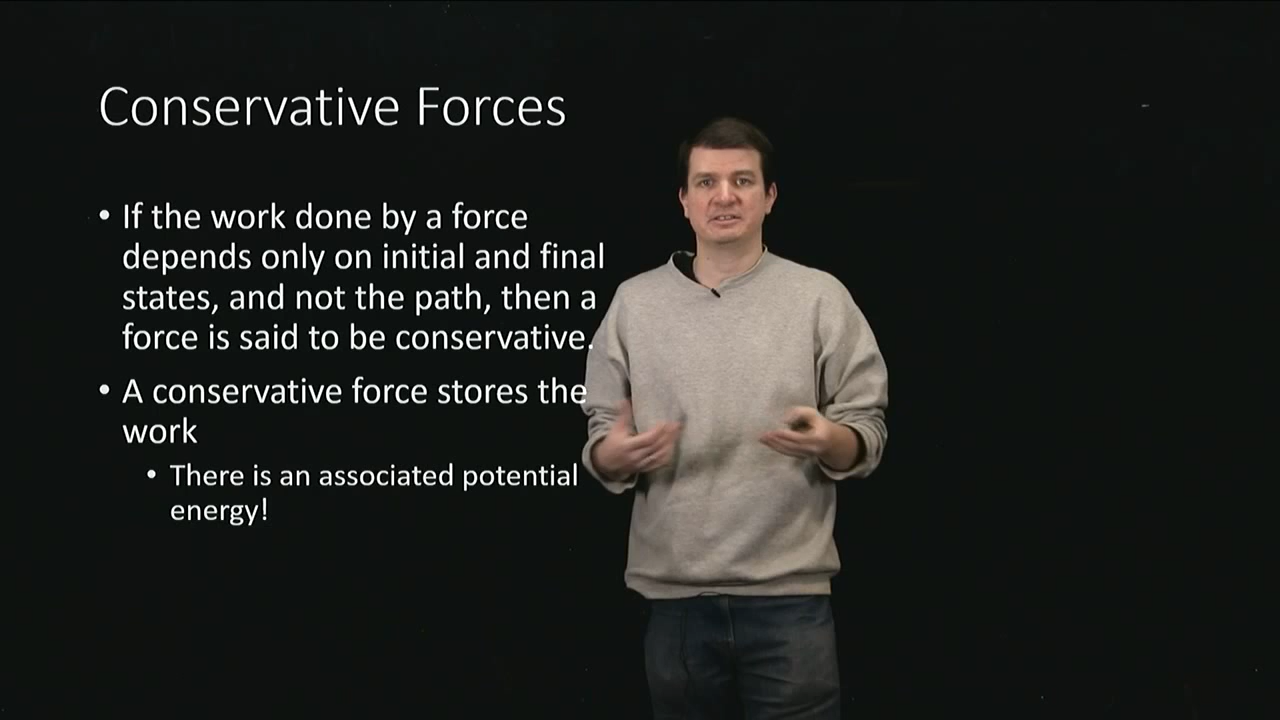 Conservative Forces
• If the work done by a force
depends only on initial and final
states, and not the path, then a
force is said to be conservative.
• A conservative force stores the
work
• There is an associated potential
energy!